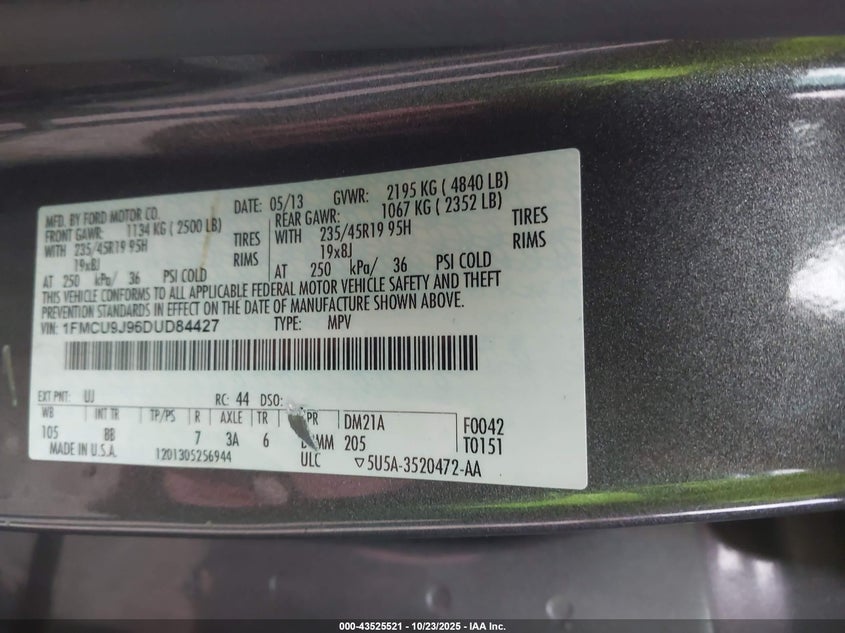 MFD. BY FORD MOTOR CO.
DATE: 05/13 GVWR: 2195 KG ( 4840 LB)
FRONT GAWR: 1134 KG ( 2500 LB)
REAR GAWR: 1067 KG ( 2352 LB)
WITH 235/45R19 95H TIRES
WITH 235/45R19 95H TIRES
19x8J RIMS
19x8J RIMS
AT 250 kPa/ 36 PSI COLD
AT 250 kPa/ 36 PSI COLD
THIS VEHICLE CONFORMS TO ALL APPLICABLE FEDERAL MOTOR VEHICLE SAFETY AND THEFT
PREVENTION STANDARDS IN EFFECT ON THE DATE OF MANUFACTURE SHOWN ABOVE.
VIN: 1FMCU9J96DUD84427 TYPE: MPV
EXT PNT: UJ RC: 44 DSO:
WB INT TR TP/PS R AXLE TR PR DM21A F0042
105 BB 7 3A 6 MM 205 T0151
MADE IN U.S.A. 1201305256944 ULC ▽5U5A-3520472-AA
000-43525521 | 10/23/2025 | IAA Inc.